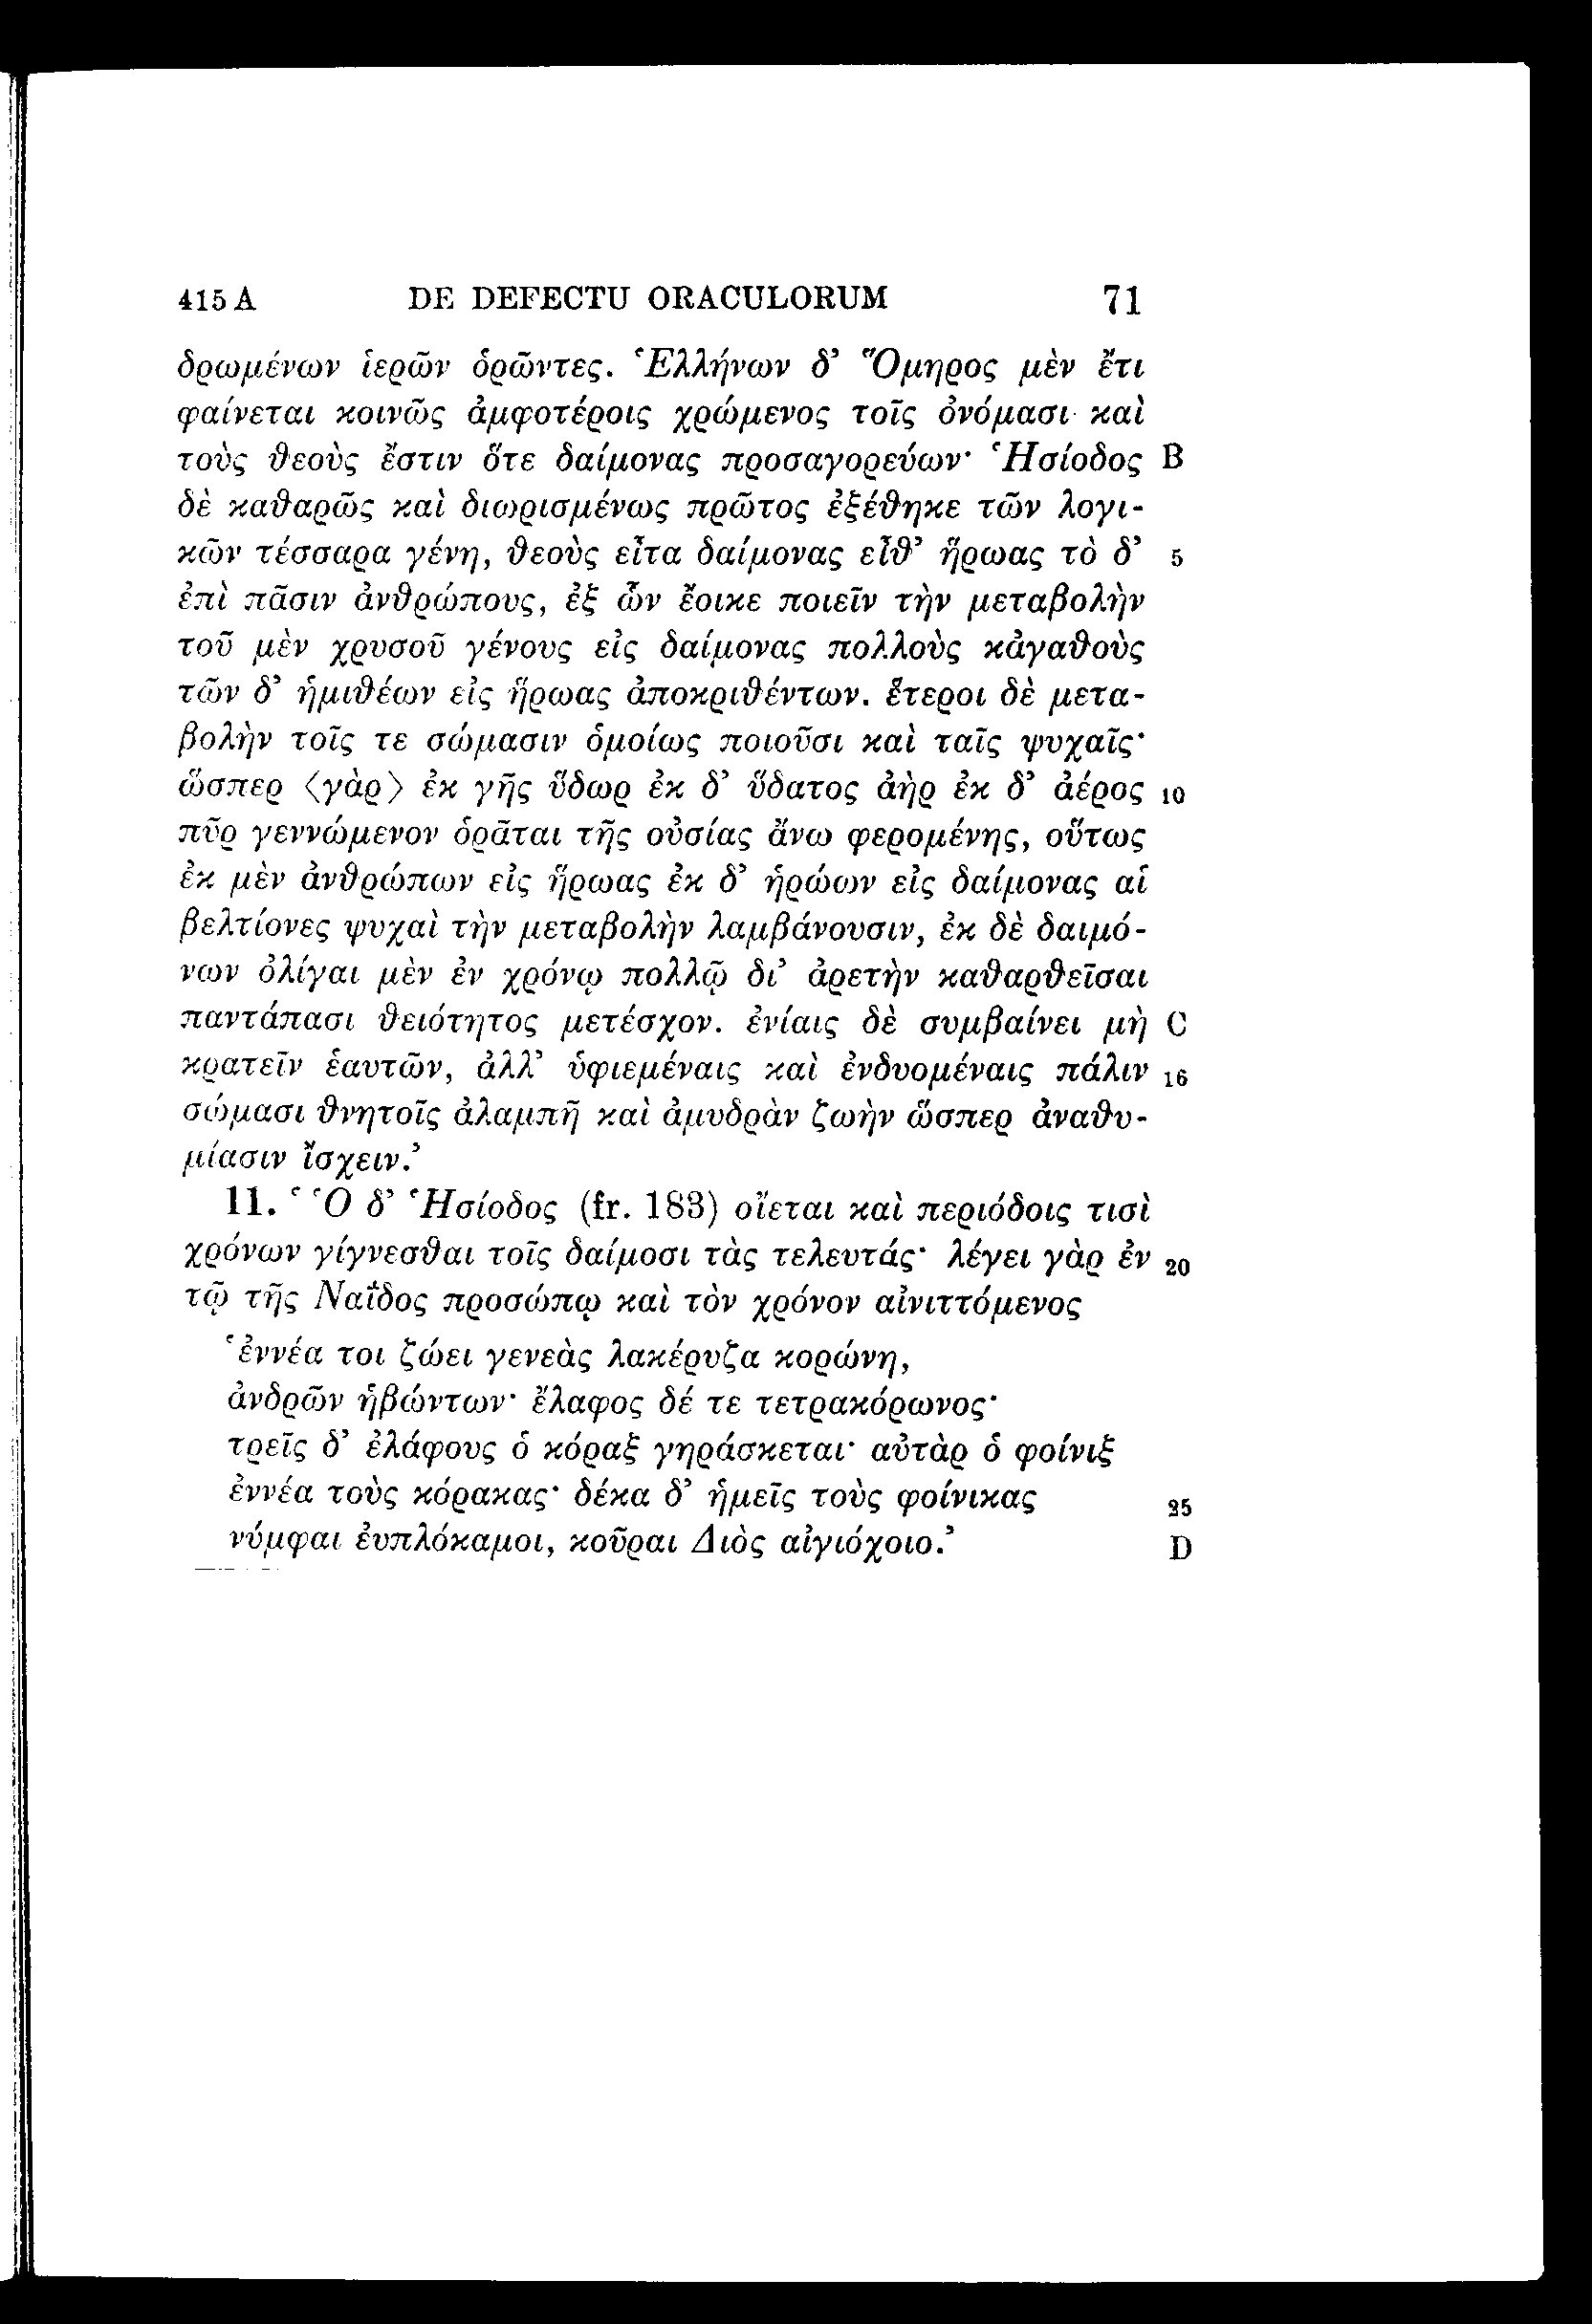 415 A DE DEFECTU ORACULORUM 71
δρωμένων ἱερῶν ὁρῶντες. Ἑλλήνων δ’ Ὅμηρος μὲν ἔτι
φαίνεται κοινῶς ἀμφοτέροις χρώμενος τοῖς ὀνόμασι καὶ
τοὺς θεοὺς ἔστιν ὅτε δαίμονας προσαγορεύων· Ἡσίοδος B
δὲ καθαρῶς καὶ διωρισμένως πρῶτος ἐξέθηκε τῶν λογι-
κῶν τέσσαρα γένη, θεοὺς εἶτα δαίμονας εἶθ’ ἥρωας τὸ δ’ 5
ἐπὶ πᾶσιν ἀνθρώπους, ἐξ ὧν ἔοικε ποιεῖν τὴν μεταβολὴν
τοῦ μὲν χρυσοῦ γένους εἰς δαίμονας πολλοὺς κἀγαθοὺς
τῶν δ’ ἡμιθέων εἰς ἥρωας ἀποκριθέντων. ἕτεροι δὲ μετα-
βολὴν τοῖς τε σώμασιν ὁμοίως ποιοῦσι καὶ ταῖς ψυχαῖς·
ὥσπερ 〈γὰρ〉 ἐκ γῆς ὕδωρ ἐκ δ’ ὕδατος ἀὴρ ἐκ δ’ ἀέρος 10
πῦρ γεννώμενον ὁρᾶται τῆς οὐσίας ἄνω φερομένης, οὕτως
ἐκ μὲν ἀνθρώπων εἰς ἥρωας ἐκ δ’ ἡρώων εἰς δαίμονας αἱ
βελτίονες ψυχαὶ τὴν μεταβολὴν λαμβάνουσιν, ἐκ δὲ δαιμό-
νων ὀλίγαι μὲν ἐν χρόνῳ πολλῷ δι’ ἀρετὴν καθαρθεῖσαι
παντάπασι θειότητος μετέσχον. ἐνίαις δὲ συμβαίνει μὴ C
κρατεῖν ἑαυτῶν, ἀλλ’ ὑφιεμέναις καὶ ἐνδυομέναις πάλιν 16
σώμασι θνητοῖς ἀλαμπῆ καὶ ἀμυδρὰν ζωὴν ὥσπερ ἀναθυ-
μίασιν ἴσχειν.’
11. ‘Ὁ δ’ Ἡσίοδος (fr. 183) οἴεται καὶ περιόδοις τισὶ
χρόνων γίγνεσθαι τοῖς δαίμοσι τὰς τελευτάς· λέγει γὰρ ἐν 20
τῷ τῆς Ναΐδος προσώπῳ καὶ τὸν χρόνον αἰνιττόμενος
‘ἐννέα τοι ζώει γενεὰς λακέρυζα κορώνη,
ἀνδρῶν ἡβώντων· ἔλαφος δέ τε τετρακόρωνος·
τρεῖς δ’ ἐλάφους ὁ κόραξ γηράσκεται· αὐτὰρ ὁ φοίνιξ
ἐννέα τοὺς κόρακας· δέκα δ’ ἡμεῖς τοὺς φοίνικας 25
νύμφαι ἐυπλόκαμοι, κοῦραι Διὸς αἰγιόχοιο.’ D